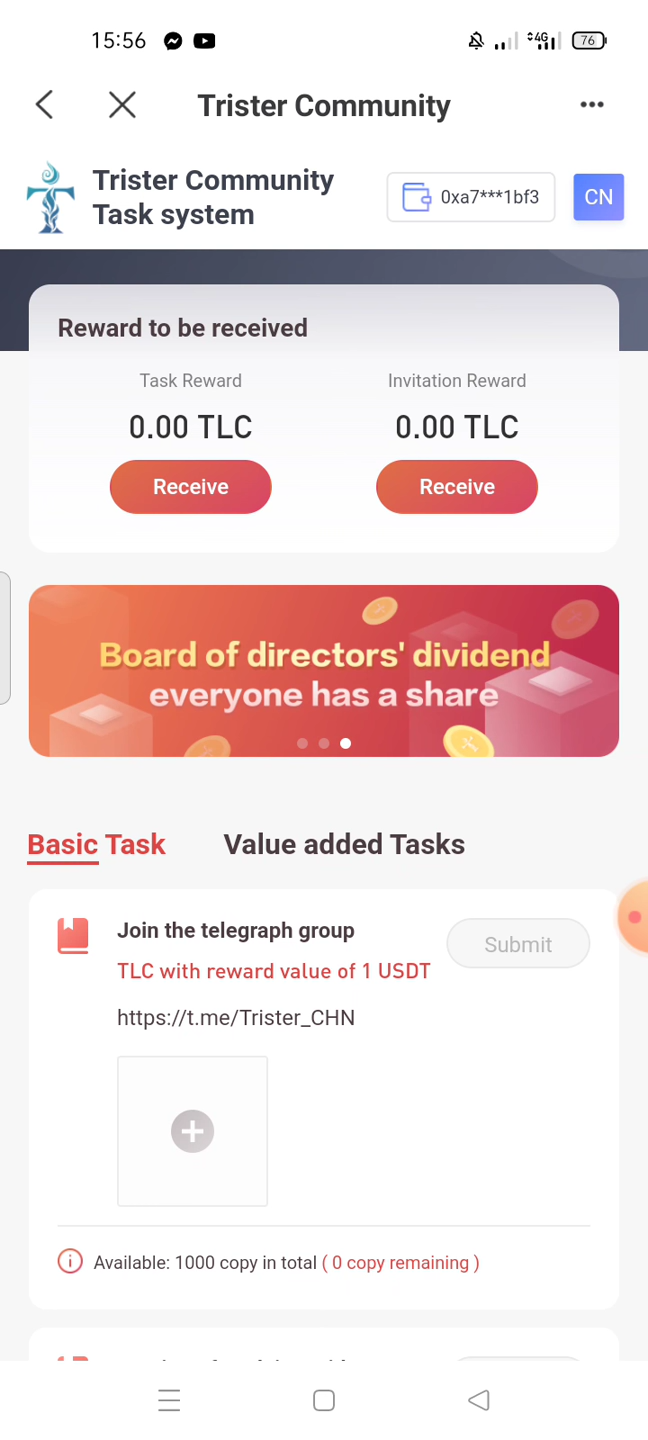 15:56
4G
76
Trister Community
Trister Community
Task system
0xa7***1bf3
CN
Reward to be received
Task Reward
Invitation Reward
0.00 TLC
0.00 TLC
Receive
Receive
Board of directors' dividend
everyone has a share
Basic Task
Value added Tasks
Join the telegraph group
Submit
TLC with reward value of 1 USDT
https://t.me/Trister_CHN
Available: 1000 copy in total ( 0 copy remaining )